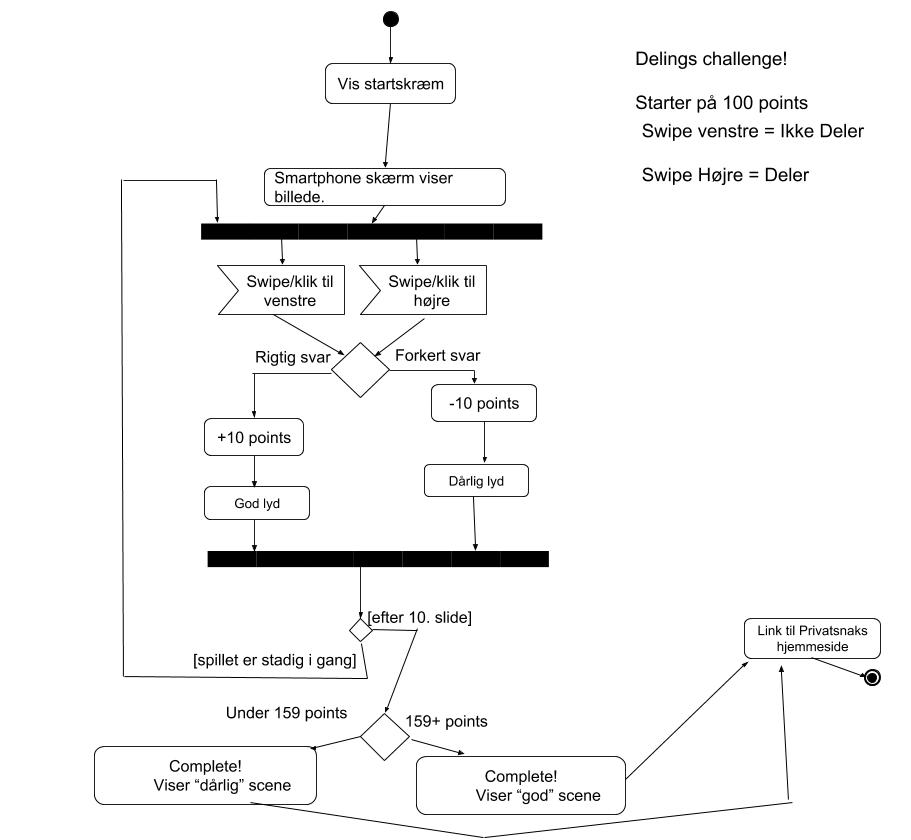 Delings challenge!
Starter på 100 points
Swipe venstre = Ikke Deler
Swipe Højre = Deler
Vis startskræm
Smartphone skærm viser
billede.
Swipe/klik til
venstre
Swipe/klik til
højre
Rigtig svar
Forkert svar
+10 points
-10 points
God lyd
Dårlig lyd
[efter 10. slide]
[spillet er stadig i gang]
Under 159 points
159+ points
Complete!
Viser “dårlig” scene
Complete!
Viser “god” scene
Link til Privatsnaks
hjemmeside